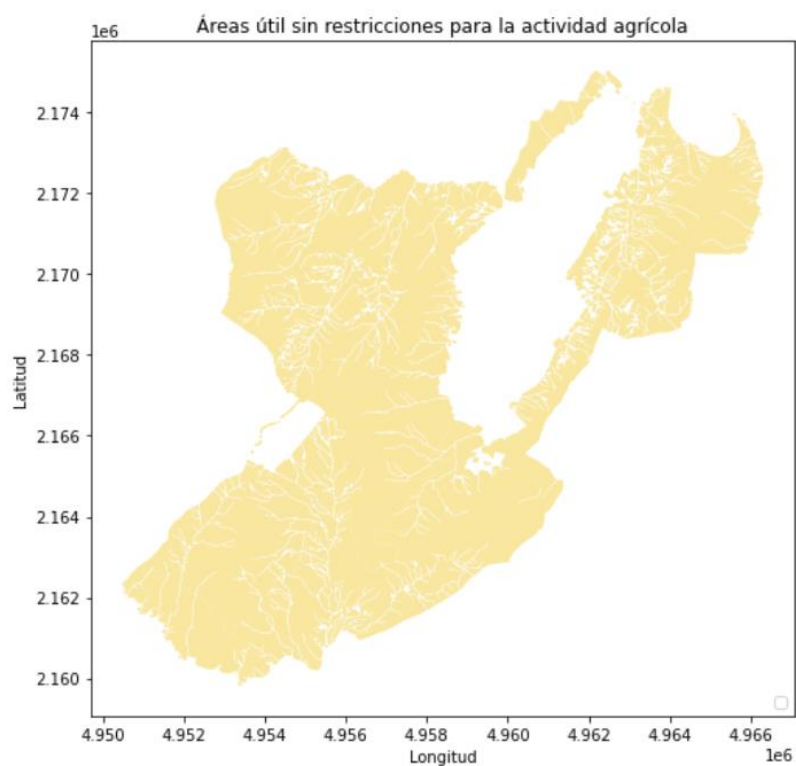 Áreas útil sin restricciones para la actividad agrícola
1e6
2.174
2.172
2.170
2.168
2.166
2.164
2.162
2.160
Latitud
4.950 4.952 4.954 4.956 4.958 4.960 4.962 4.964 4.966
Longitud
1e6